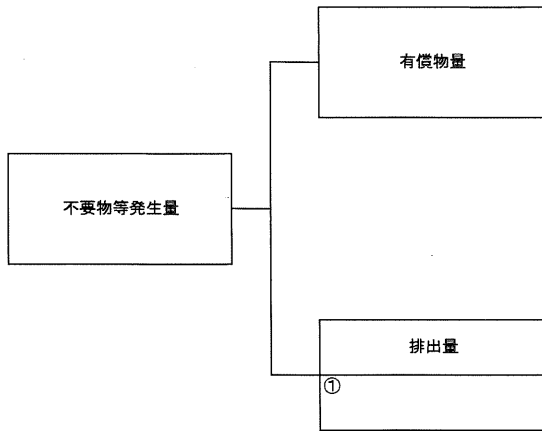 有償物量
不要物等発生量
排出量
①